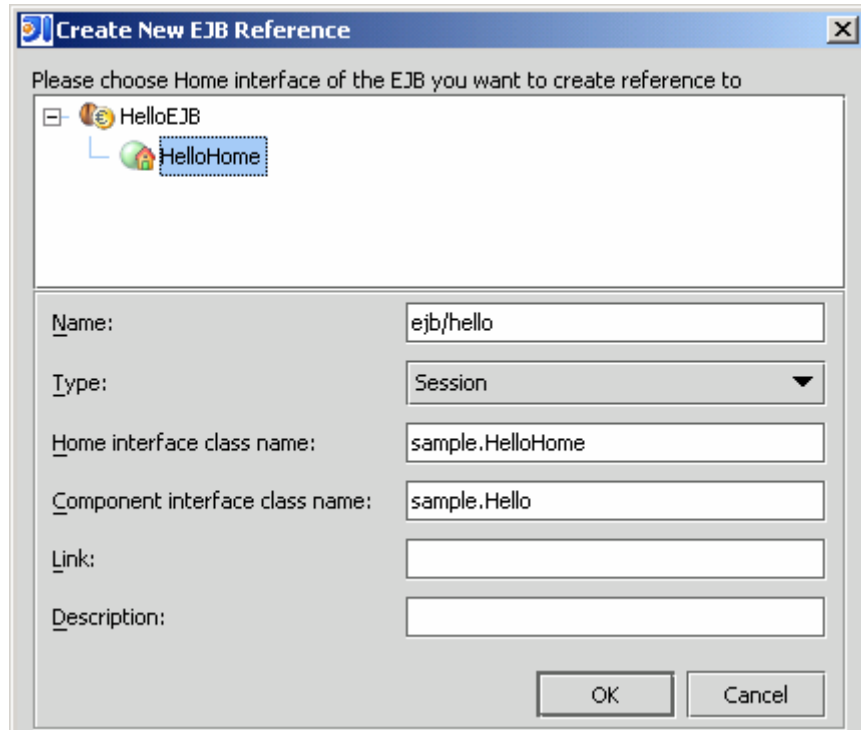 Create New EJB Reference
Please choose Home interface of the EJB you want to create reference to
HelloEJB
HelloHome
Name: ejb/hello
Type: Session
Home interface class name: sample.HelloHome
Component interface class name: sample.Hello
Link:
Description:
OK Cancel